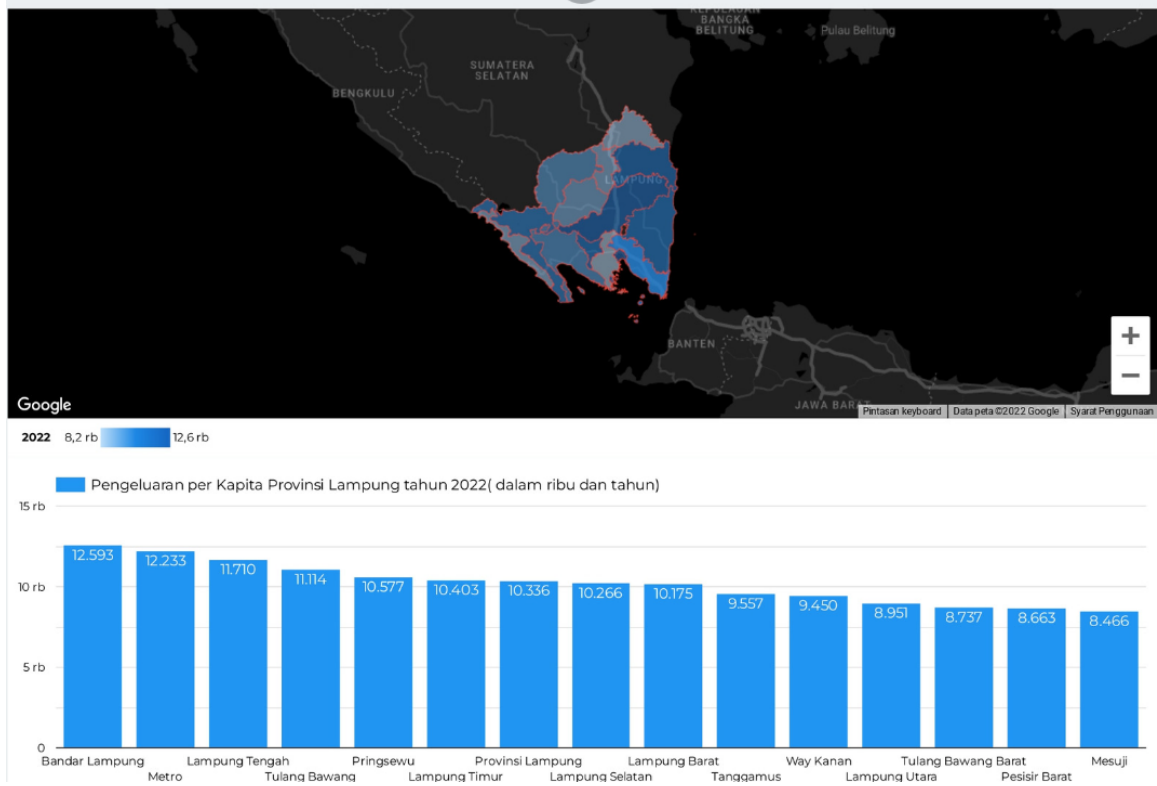 KEPULAUAN
BANGKA
BELITUNG
Pulau Belitung
SUMATERA
SELATAN
BENGKULU
LAMPUNG
BANTEN
JAWA BARAT
+
−
Google
Pintasan keyboard
Data peta ©2022 Google
Syarat Penggunaan
2022 8,2 rb 12,6 rb
Pengeluaran per Kapita Provinsi Lampung tahun 2022( dalam ribu dan tahun)
15 rb
10 rb
5 rb
0
12.593 12.233 11.710 11.114 10.577 10.403 10.336 10.266 10.175 9.557 9.450 8.951 8.737 8.663 8.466
Bandar Lampung Lampung Tengah Pringsewu Provinsi Lampung Lampung Barat Way Kanan Tulang Bawang Barat Mesuji
Metro Tulang Bawang Lampung Timur Lampung Selatan Tanggamus Lampung Utara Pesisir Barat